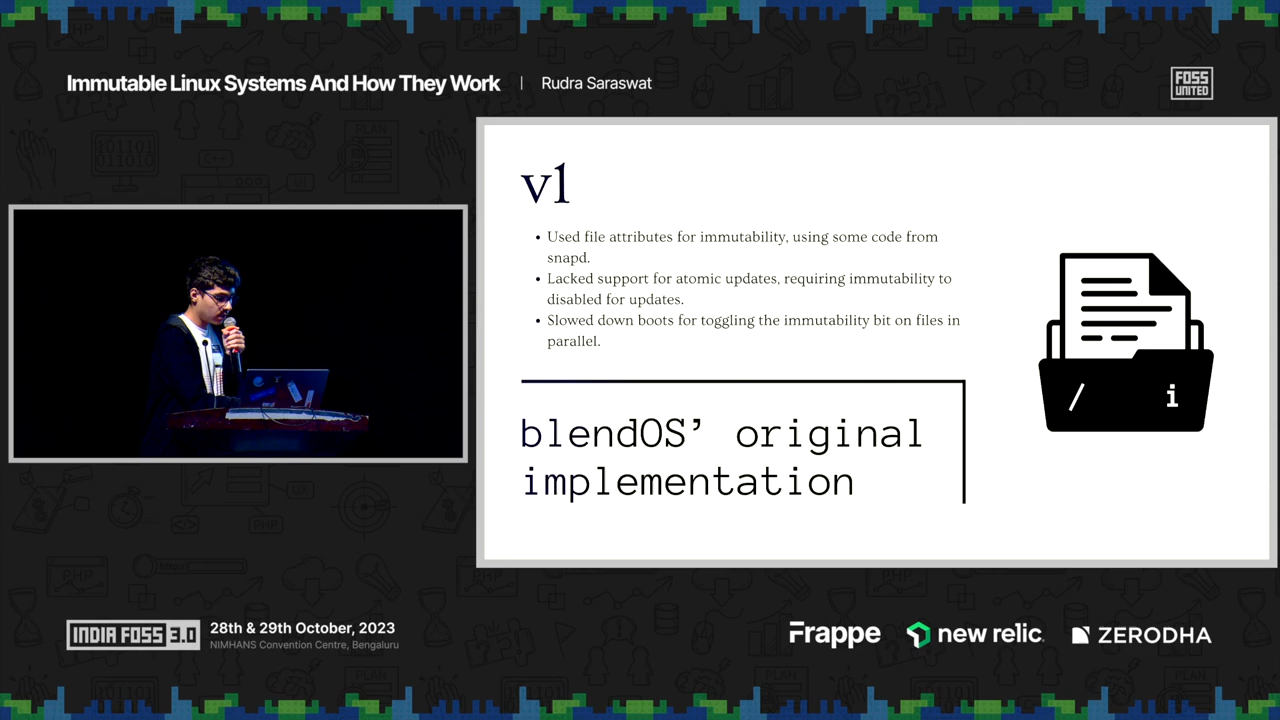 Immutable Linux Systems And How They Work | Rudra Saraswat
FOSS
UNITED
v1
• Used file attributes for immutability, using some code from
snapd.
• Lacked support for atomic updates, requiring immutability to
disabled for updates.
• Slowed down boots for toggling the immutability bit on files in
parallel.
/ i
blendOS’ original
implementation
INDIA FOSS 3.0
28th & 29th October, 2023
NIMHANS Convention Centre, Bengaluru
Frappe
new relic
ZERODHA